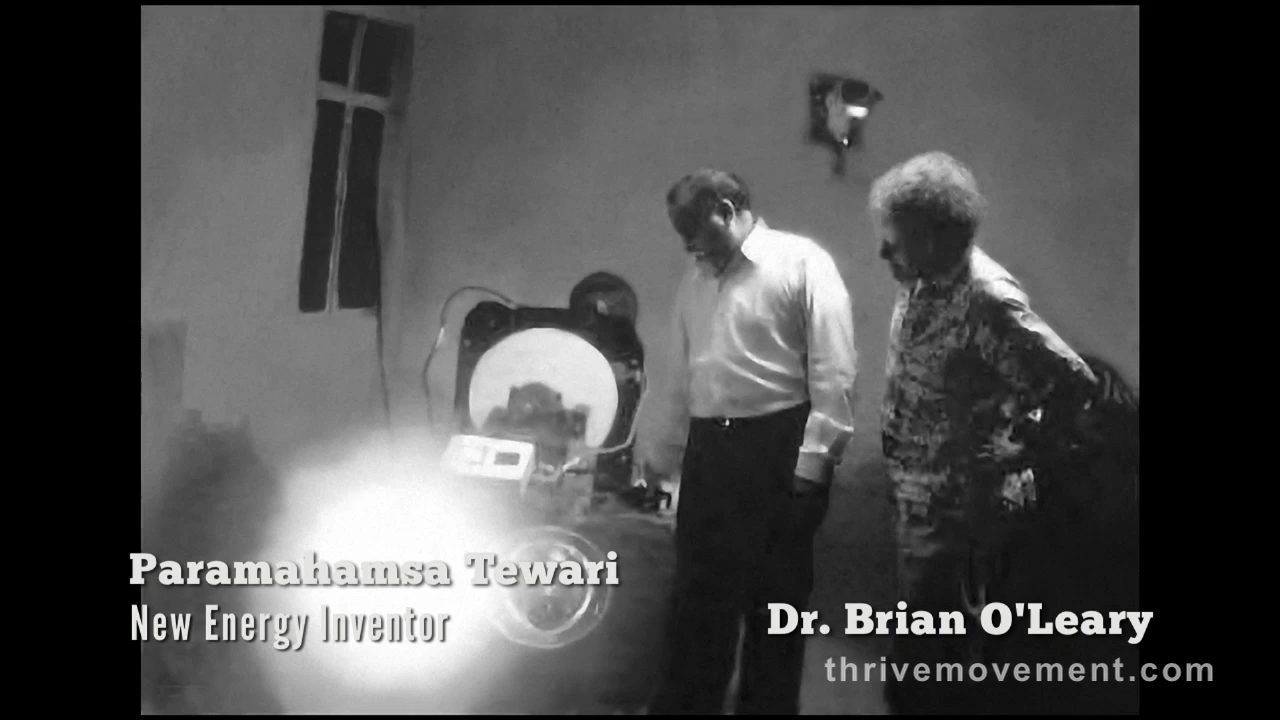 Paramahamsa Tewari
New Energy Inventor
Dr. Brian O'Leary
thrivemovement.com